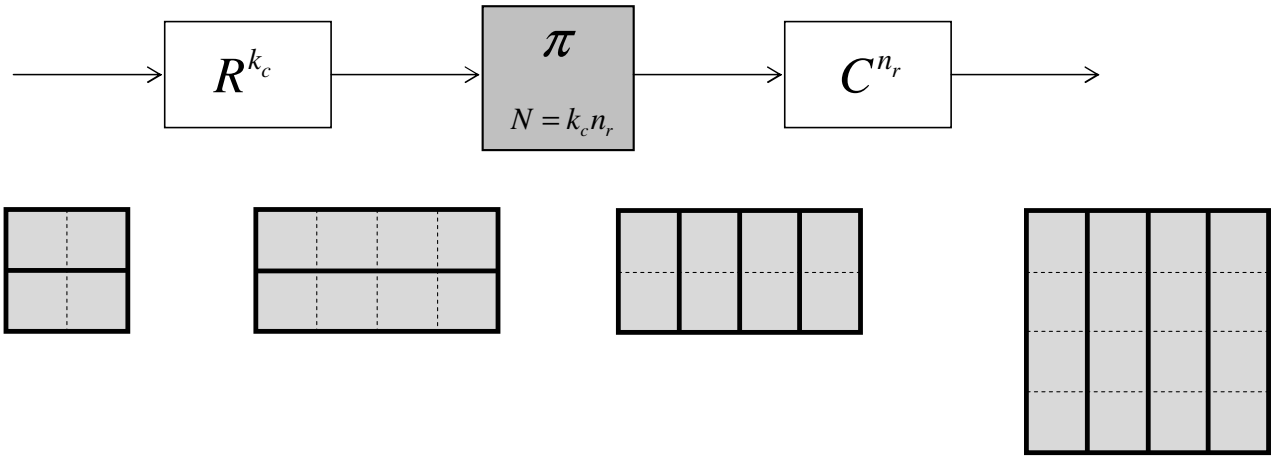 R^{k_c}
π
N = k_c n_r
C^{n_r}